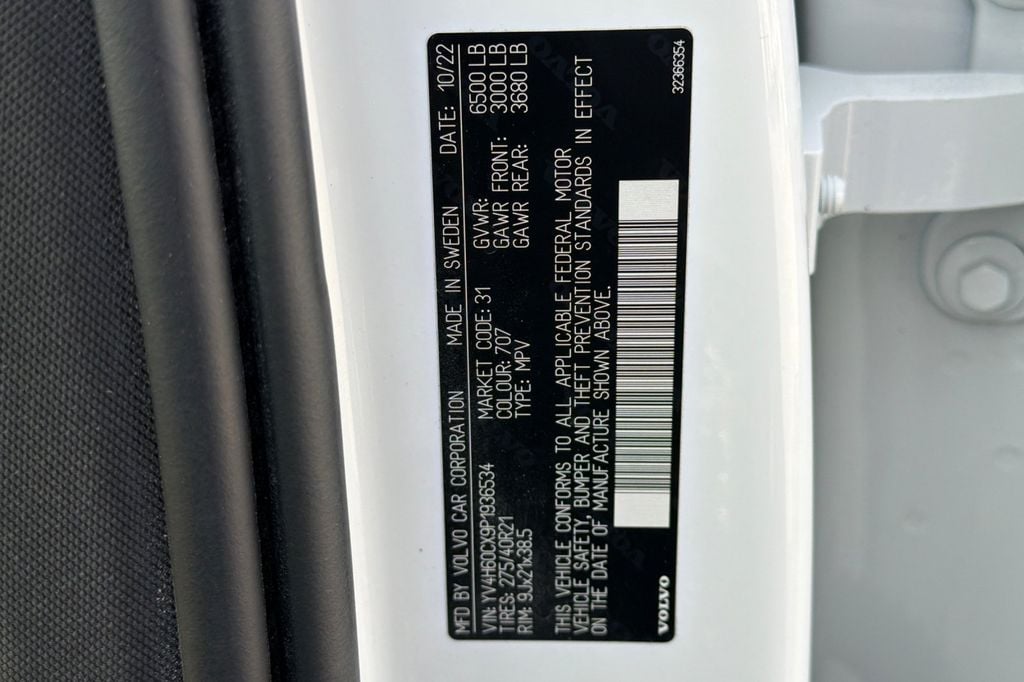 MFD BY VOLVO CAR CORPORATION MADE IN SWEDEN DATE: 10/22
VIN: YV4H60CX9P1936534 MARKET CODE: 31 GVWR: 6500 LB
TIRES: 275/40R21 COLOUR: 707 GAWR FRONT: 3000 LB
RIM: 9Jx21x38.5 TYPE: MPV GAWR REAR: 3680 LB
THIS VEHICLE CONFORMS TO ALL APPLICABLE FEDERAL MOTOR
VEHICLE SAFETY, BUMPER AND THEFT PREVENTION STANDARDS IN EFFECT
ON THE DATE OF MANUFACTURE SHOWN ABOVE.
VOLVO 32366354